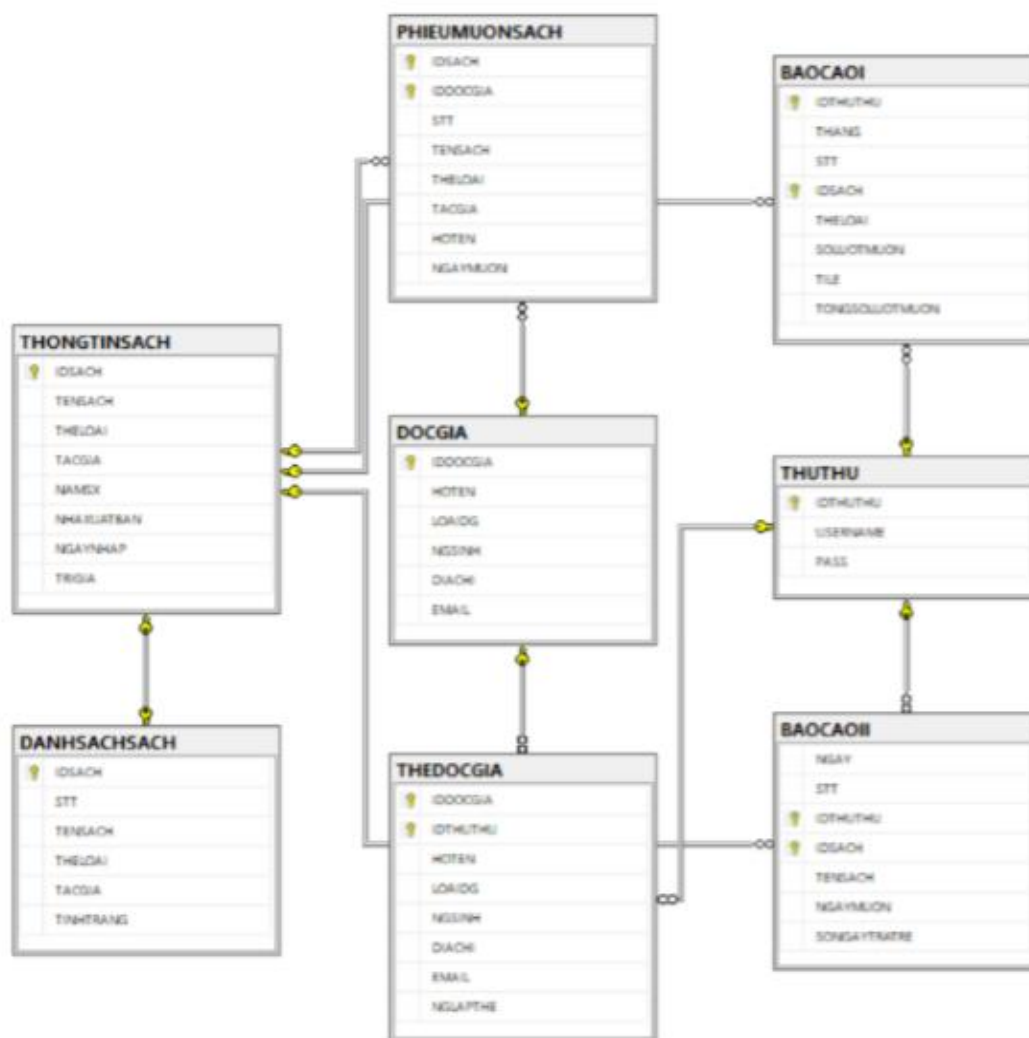 PHIEUMUONSACH
IDSACH
IDDOCGIA
STT
TENSACH
THELOAI
TACGIA
HOTEN
NGAYMUON
BAOCAOI
IDTHUTHU
THANG
STT
IDSACH
THELOAI
SOLUOTMUON
TILE
TONGSOLUOTMUON
THONGTINSACH
IDSACH
TENSACH
THELOAI
TACGIA
NAMSX
NHAXUATBAN
NGAYNHAP
TRIGIA
DOCGIA
IDDOCGIA
HOTEN
LOAIDG
NGSINH
DIACHI
EMAIL
THUTHU
IDTHUTHU
USERNAME
PASS
DANHSACHSACH
IDSACH
STT
TENSACH
THELOAI
TACGIA
TINHTRANG
THEDOCGIA
IDDOCGIA
IDTHUTHU
HOTEN
LOAIDG
NGSINH
DIACHI
EMAIL
NGLAPTHE
BAOCAOII
NGAY
STT
IDTHUTHU
IDSACH
TENSACH
NGAYMUON
SONGAYTRATRE